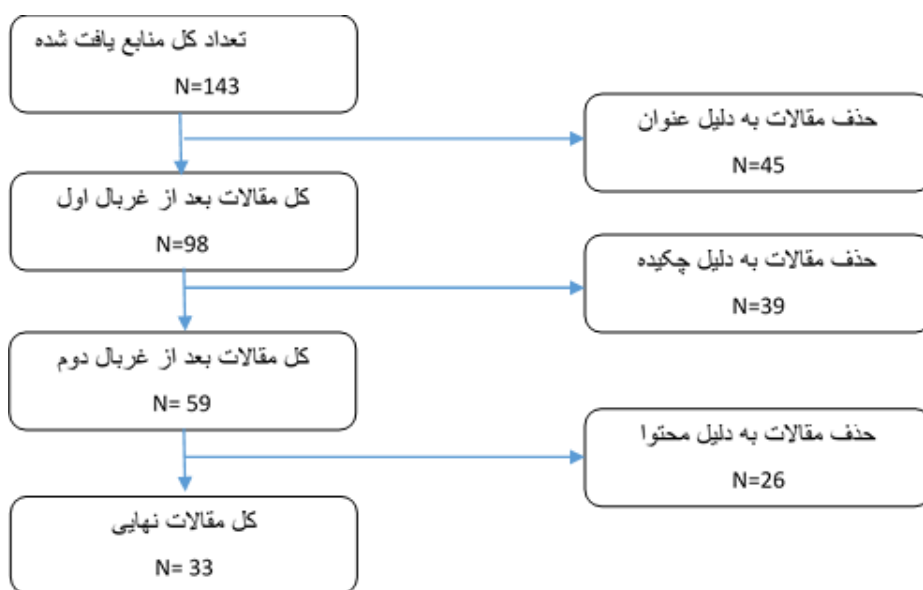 تعداد کل منابع یافت شده
N=143
حذف مقالات به دلیل عنوان
N=45
کل مقالات بعد از غربال اول
N=98
حذف مقالات به دلیل چکیده
N=39
کل مقالات بعد از غربال دوم
N= 59
حذف مقالات به دلیل محتوا
N=26
کل مقالات نهایی
N= 33